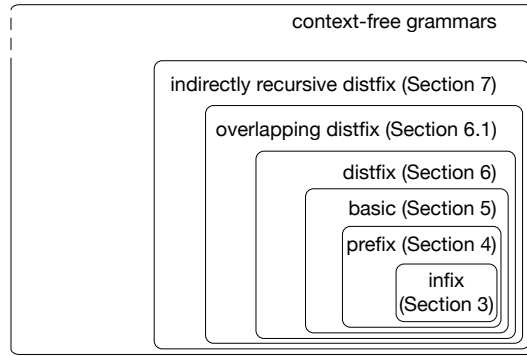 context-free grammars
indirectly recursive distfix (Section 7)
overlapping distfix (Section 6.1)
distfix (Section 6)
basic (Section 5)
prefix (Section 4)
infix
(Section 3)